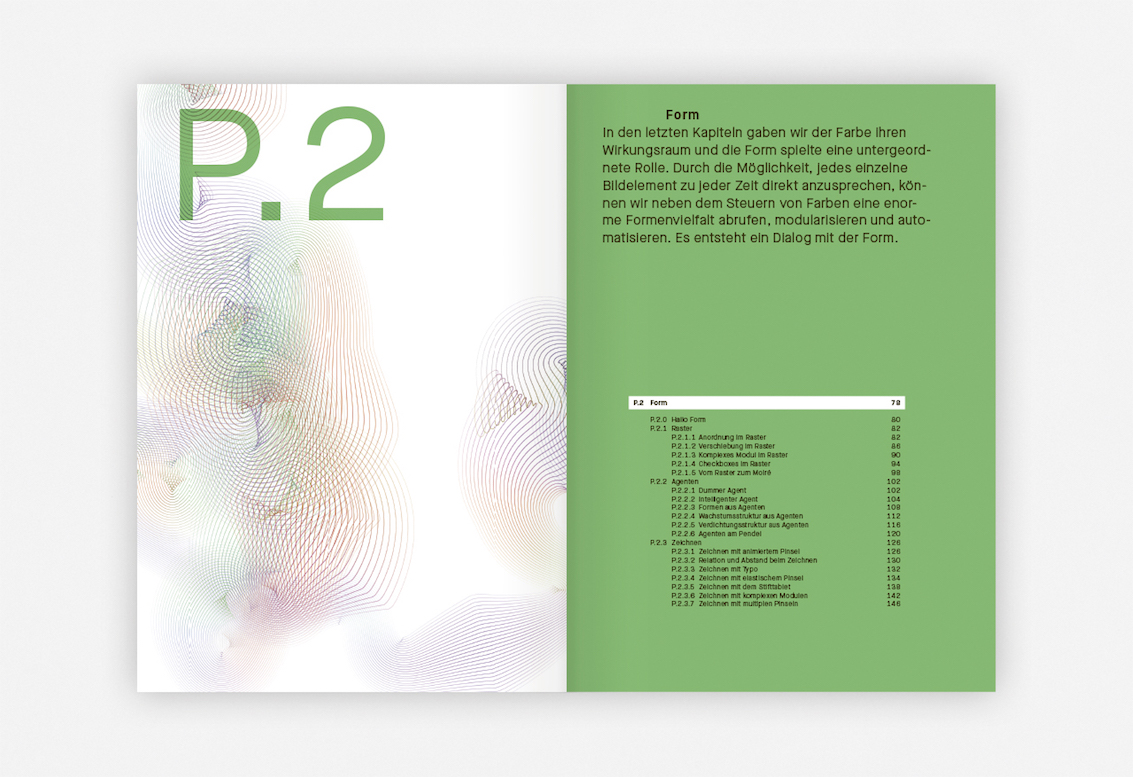 P.2
Form
In den letzten Kapiteln gaben wir der Farbe ihren
Wirkungsraum und die Form spielte eine untergeord-
nete Rolle. Durch die Möglichkeit, jedes einzelne
Bildelement zu jeder Zeit direkt anzusprechen, kön-
nen wir neben dem Steuern von Farben eine enor-
me Formenvielfalt abrufen, modularisieren und auto-
matisieren. Es entsteht ein Dialog mit der Form.
P.2 Form 78
P.2.0 Hallo Form 80
P.2.1 Raster 82
P.2.1.1 Anordnung im Raster 82
P.2.1.2 Verschiebung im Raster 86
P.2.1.3 Komplexes Modul im Raster 90
P.2.1.4 Checkboxes im Raster 94
P.2.1.5 Vom Raster zum Moiré 98
P.2.2 Agenten 102
P.2.2.1 Dummer Agent 102
P.2.2.2 Intelligenter Agent 104
P.2.2.3 Formen aus Agenten 108
P.2.2.4 Wachstumsstruktur aus Agenten 112
P.2.2.5 Verdichtungsstruktur aus Agenten 116
P.2.2.6 Agenten am Pendel 120
P.2.3 Zeichnen 126
P.2.3.1 Zeichnen mit animiertem Pinsel 126
P.2.3.2 Relation und Abstand beim Zeichnen 130
P.2.3.3 Zeichnen mit Typo 132
P.2.3.4 Zeichnen mit elastischem Pinsel 134
P.2.3.5 Zeichnen mit dem Stifttablet 138
P.2.3.6 Zeichnen mit komplexen Modulen 142
P.2.3.7 Zeichnen mit multiplen Pinseln 146